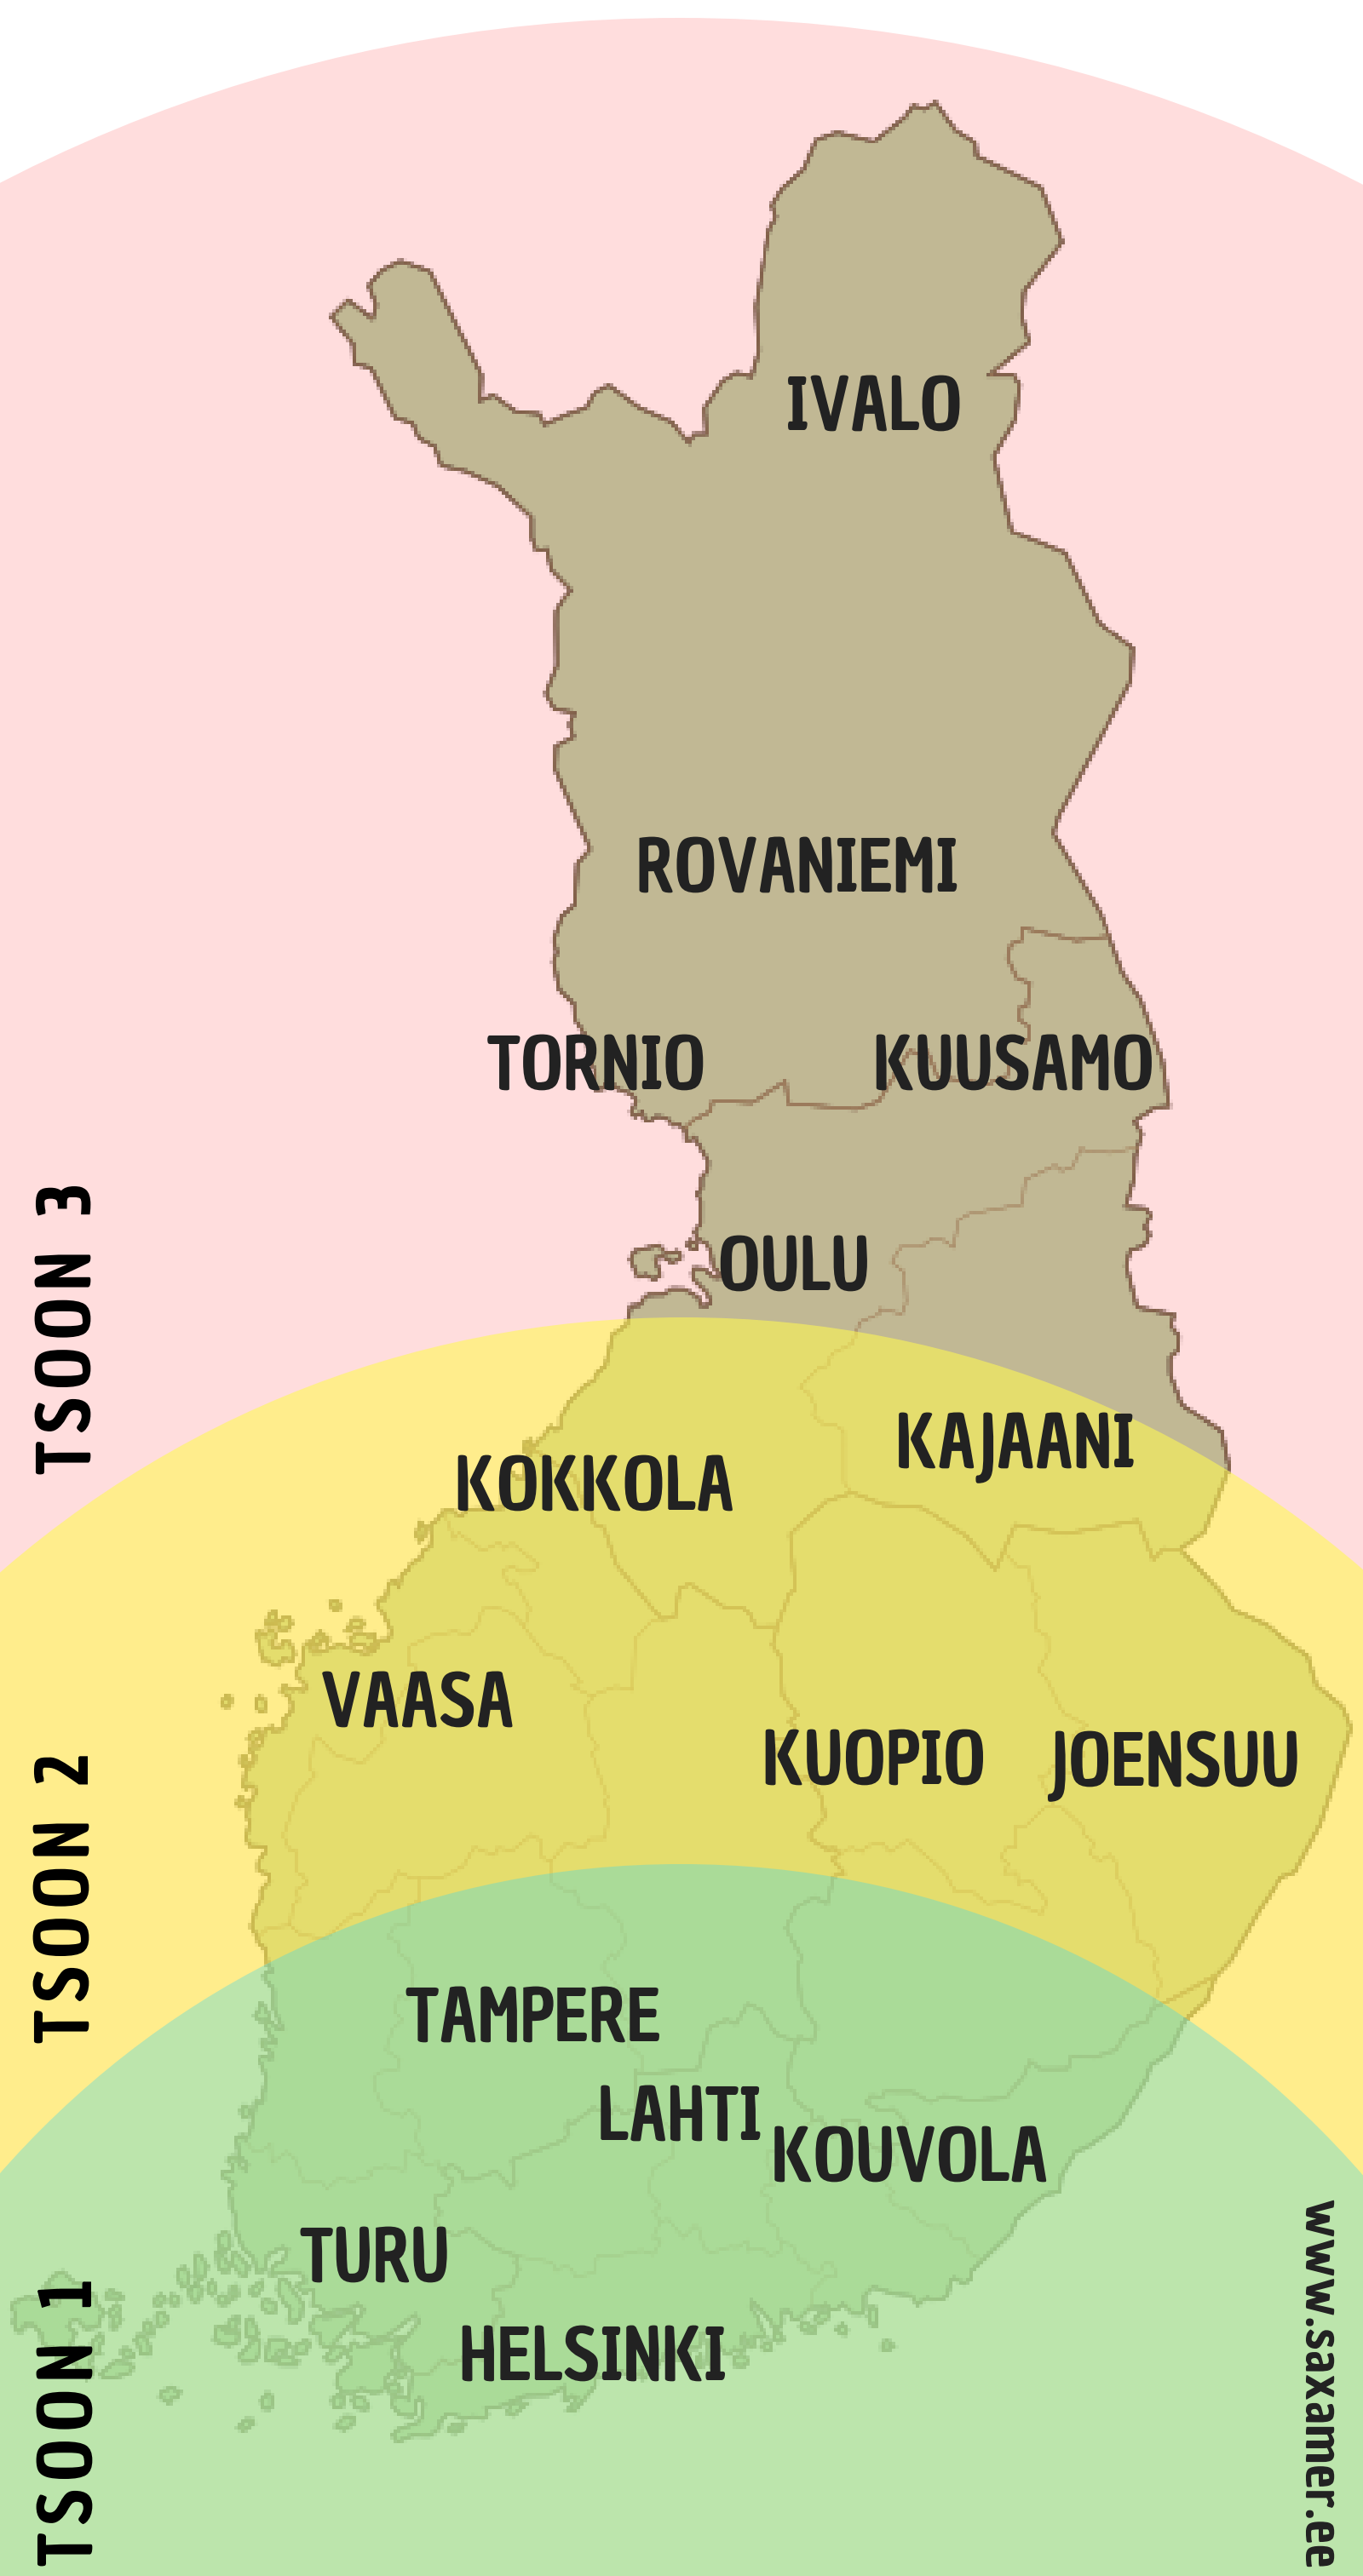 IVALO
ROVANIEMI
TORNIO
KUUSAMO
TSOON 3
OULU
KAJAANI
KOKKOLA
VAASA
KUOPIO
JOENSUU
TSOON 2
TAMPERE
LAHTI
KOUVOLA
TURU
HELSINKI
TSOON 1
www.saxamer.ee